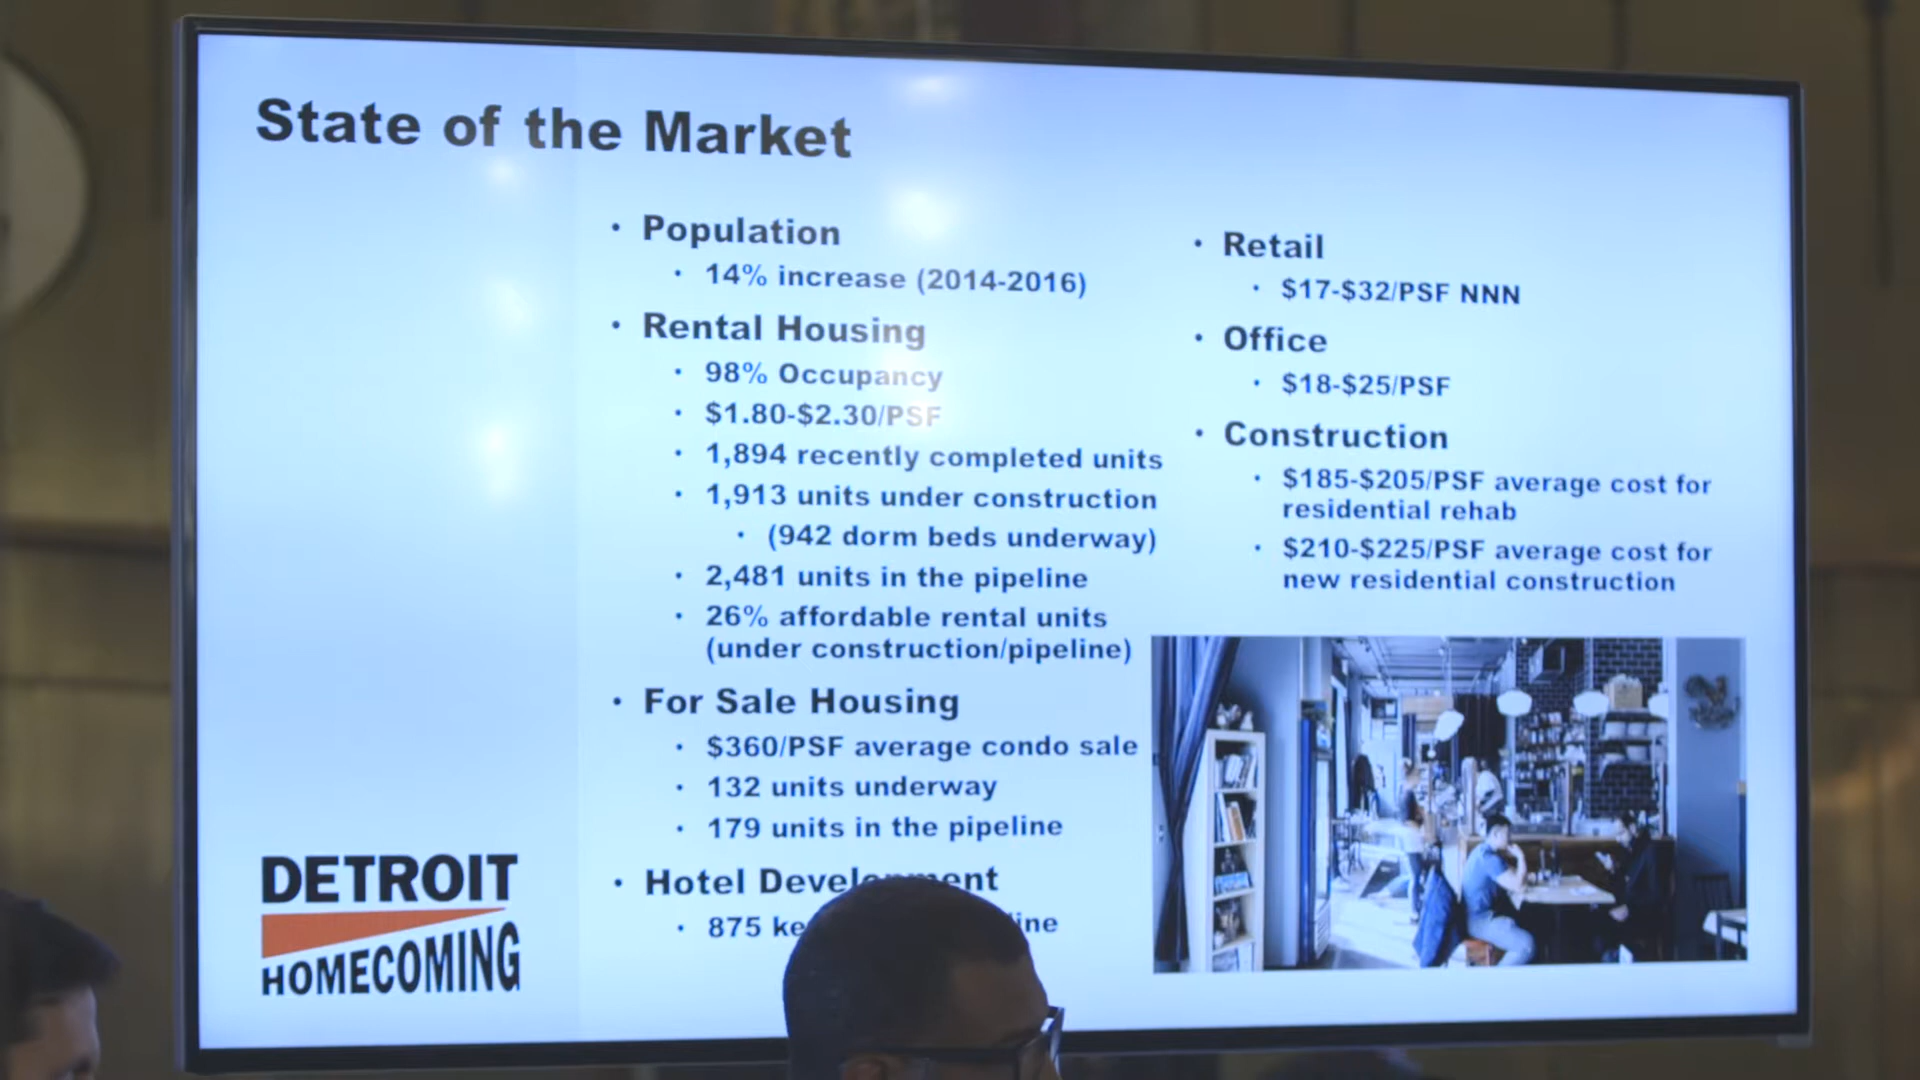 State of the Market
• Population
• 14% increase (2014-2016)
• Rental Housing
• 98% Occupancy
• $1.80-$2.30/PSF
• 1,894 recently completed units
• 1,913 units under construction
• (942 dorm beds underway)
• 2,481 units in the pipeline
• 26% affordable rental units
(under construction/pipeline)
• For Sale Housing
• $360/PSF average condo sale
• 132 units underway
• 179 units in the pipeline
• Hotel
• 875
• Retail
• $17-$32/PSF NNN
• Office
• $18-$25/PSF
• Construction
• $185-$205/PSF average cost for
residential rehab
• $210-$225/PSF average cost for
new residential construction
DETROIT
HOMECOMING